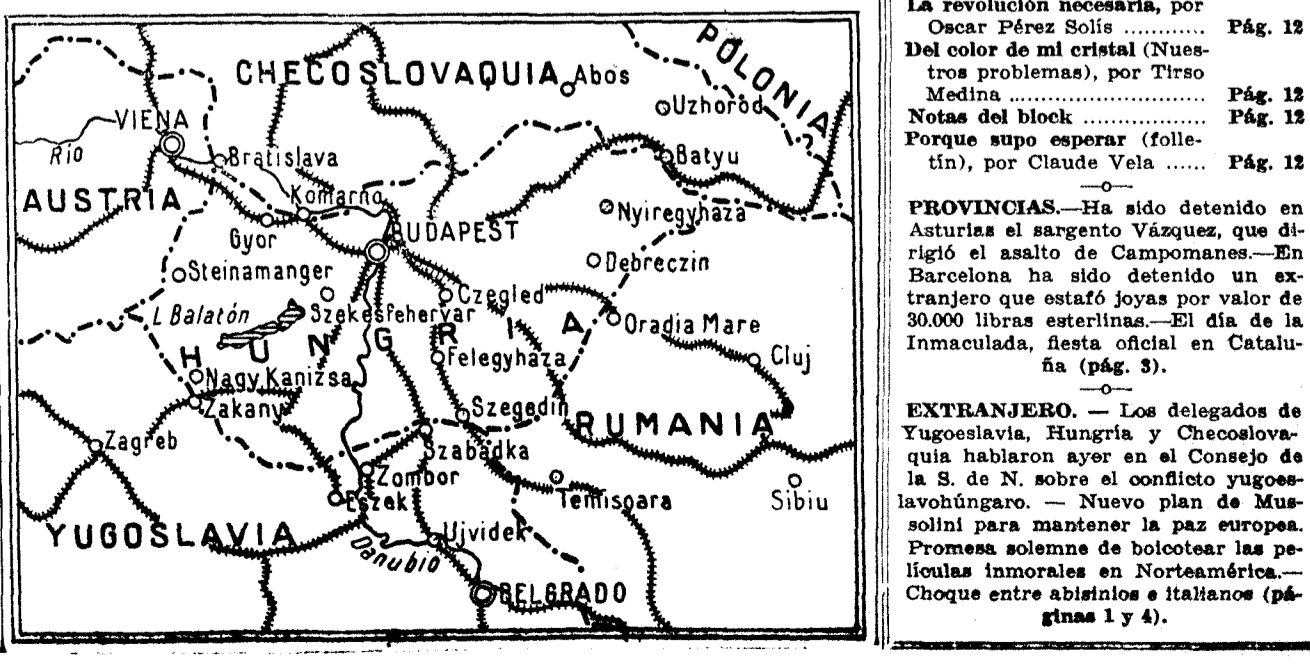 CHECOSLOVAQUIA
Abos
POLONIA
Uzhorod
VIENA
Río
Bratislava
Batyu
AUSTRIA
Komarno
Nyiregyháza
Gyor
BUDAPEST
Steinamanger
Debreczin
Czegled
L Balatón
Szekesfehervar
Oradia Mare
HUNGRIA
Felegyháza
Cluj
Nagy Kanizsa
Zakany
Szegedin
RUMANIA
Zagreb
Szabadka
Zombor
Temisoara
Sibiu
Eszek
YUGOSLAVIA
Danubio
Ujvidek
BELGRADO
La revolución necesaria, por
Oscar Pérez Solís ............ Pág. 12
Del color de mi cristal (Nues-
tros problemas), por Tirso
Medina ............................ Pág. 12
Notas del block .................. Pág. 12
Porque supo esperar (folle-
tín), por Claude Vela ...... Pág. 12
—o—
PROVINCIAS.—Ha sido detenido en
Asturias el sargento Vázquez, que di-
rigió el asalto de Campomanes.—En
Barcelona ha sido detenido un ex-
tranjero que estafó joyas por valor de
30.000 libras esterlinas.—El día de la
Inmaculada, fiesta oficial en Catalu-
ña (pág. 3).
—o—
EXTRANJERO. — Los delegados de
Yugoeslavia, Hungría y Checoslova-
quia hablaron ayer en el Consejo de
la S. de N. sobre el conflicto yugoes-
lavohúngaro. — Nuevo plan de Mus-
solini para mantener la paz europea.
Promesa solemne de boicotear las pe-
lículas inmorales en Norteamérica.—
Choque entre abisinios e italianos (pá-
ginas 1 y 4).